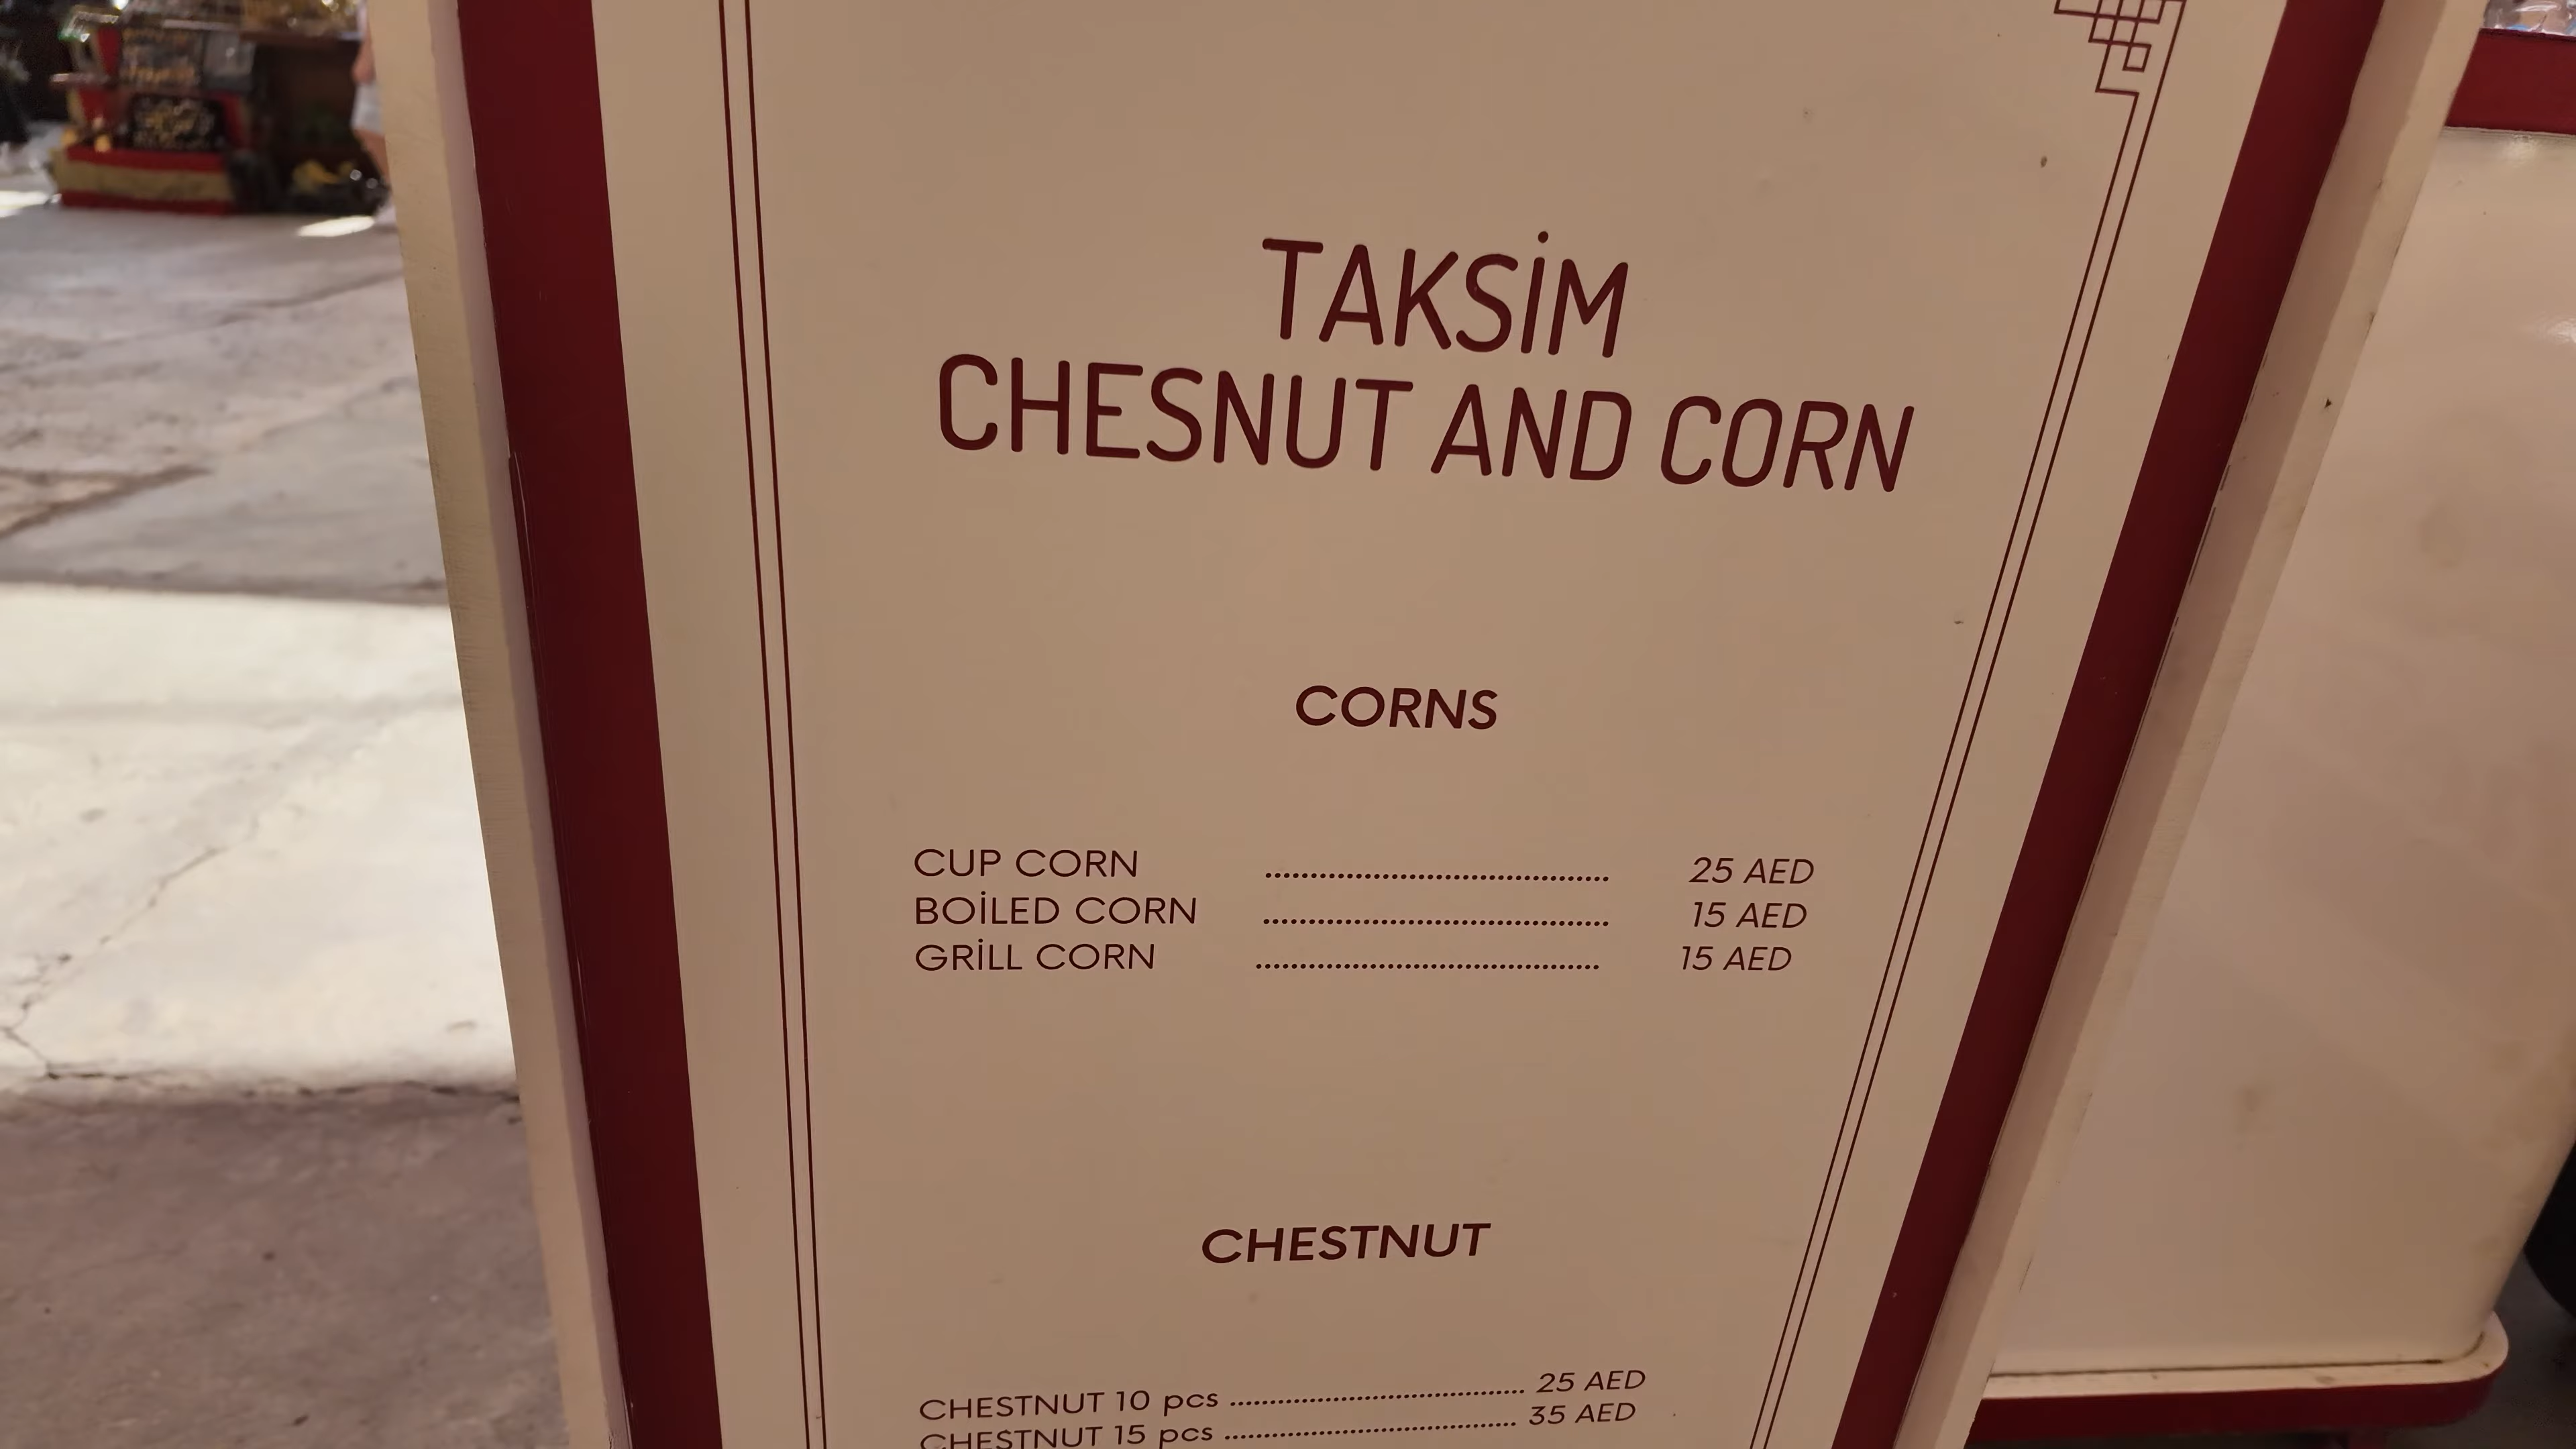 TAKSİM
CHESNUT AND CORN
CORNS
CUP CORN ...................................... 25 AED
BOİLED CORN ...................................... 15 AED
GRİLL CORN ...................................... 15 AED
CHESTNUT
CHESTNUT 10 pcs ................................ 25 AED
CHESTNUT 15 pcs ................................ 35 AED